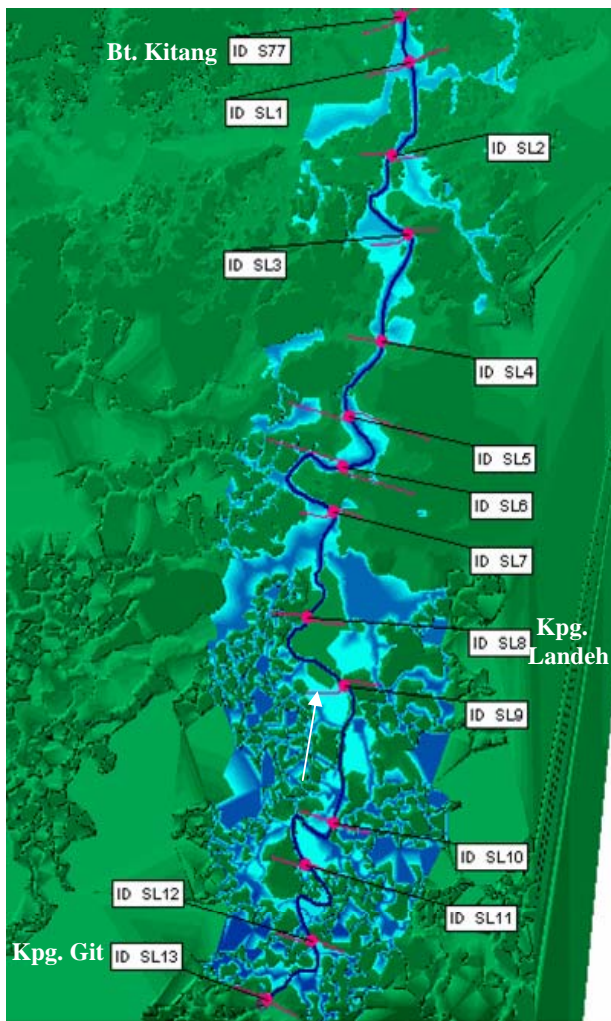 Bt. Kitang
ID S77
ID SL1
ID SL2
ID SL3
ID SL4
ID SL5
ID SL6
ID SL7
ID SL8
Kpg.
Landeh
ID SL9
ID SL10
ID SL11
ID SL12
Kpg. Git
ID SL13